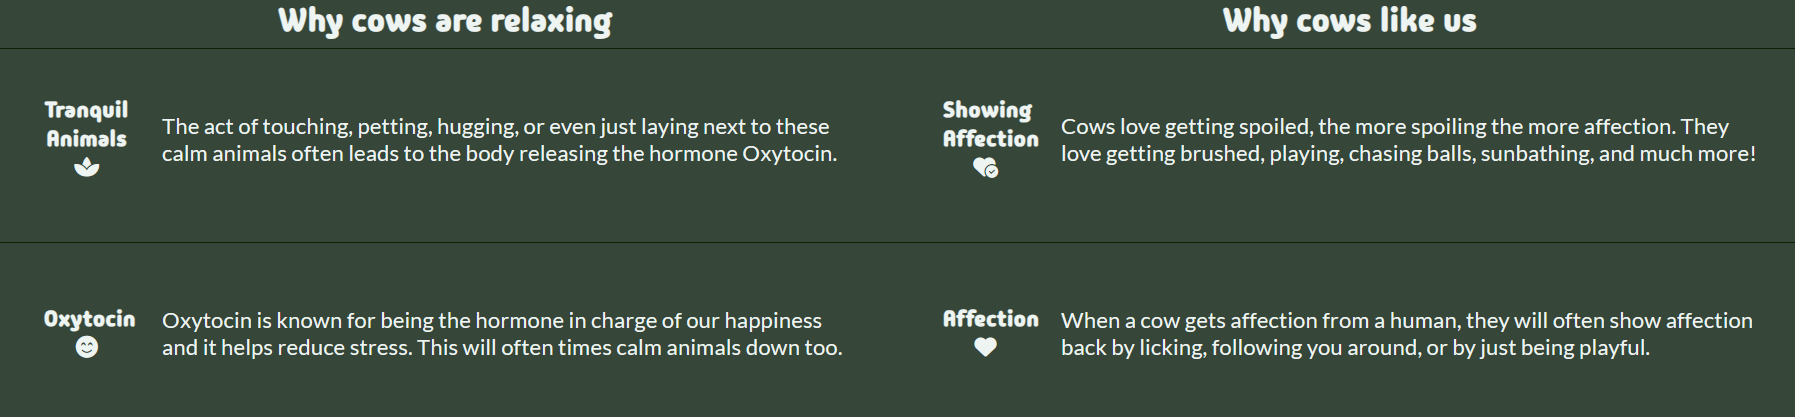 Why cows are relaxing
Why cows like us
Tranquil
Animals
The act of touching, petting, hugging, or even just laying next to these
calm animals often leads to the body releasing the hormone Oxytocin.
Showing
Affection
Cows love getting spoiled, the more spoiling the more affection. They
love getting brushed, playing, chasing balls, sunbathing, and much more!
Oxytocin
Oxytocin is known for being the hormone in charge of our happiness
and it helps reduce stress. This will often times calm animals down too.
Affection
When a cow gets affection from a human, they will often show affection
back by licking, following you around, or by just being playful.